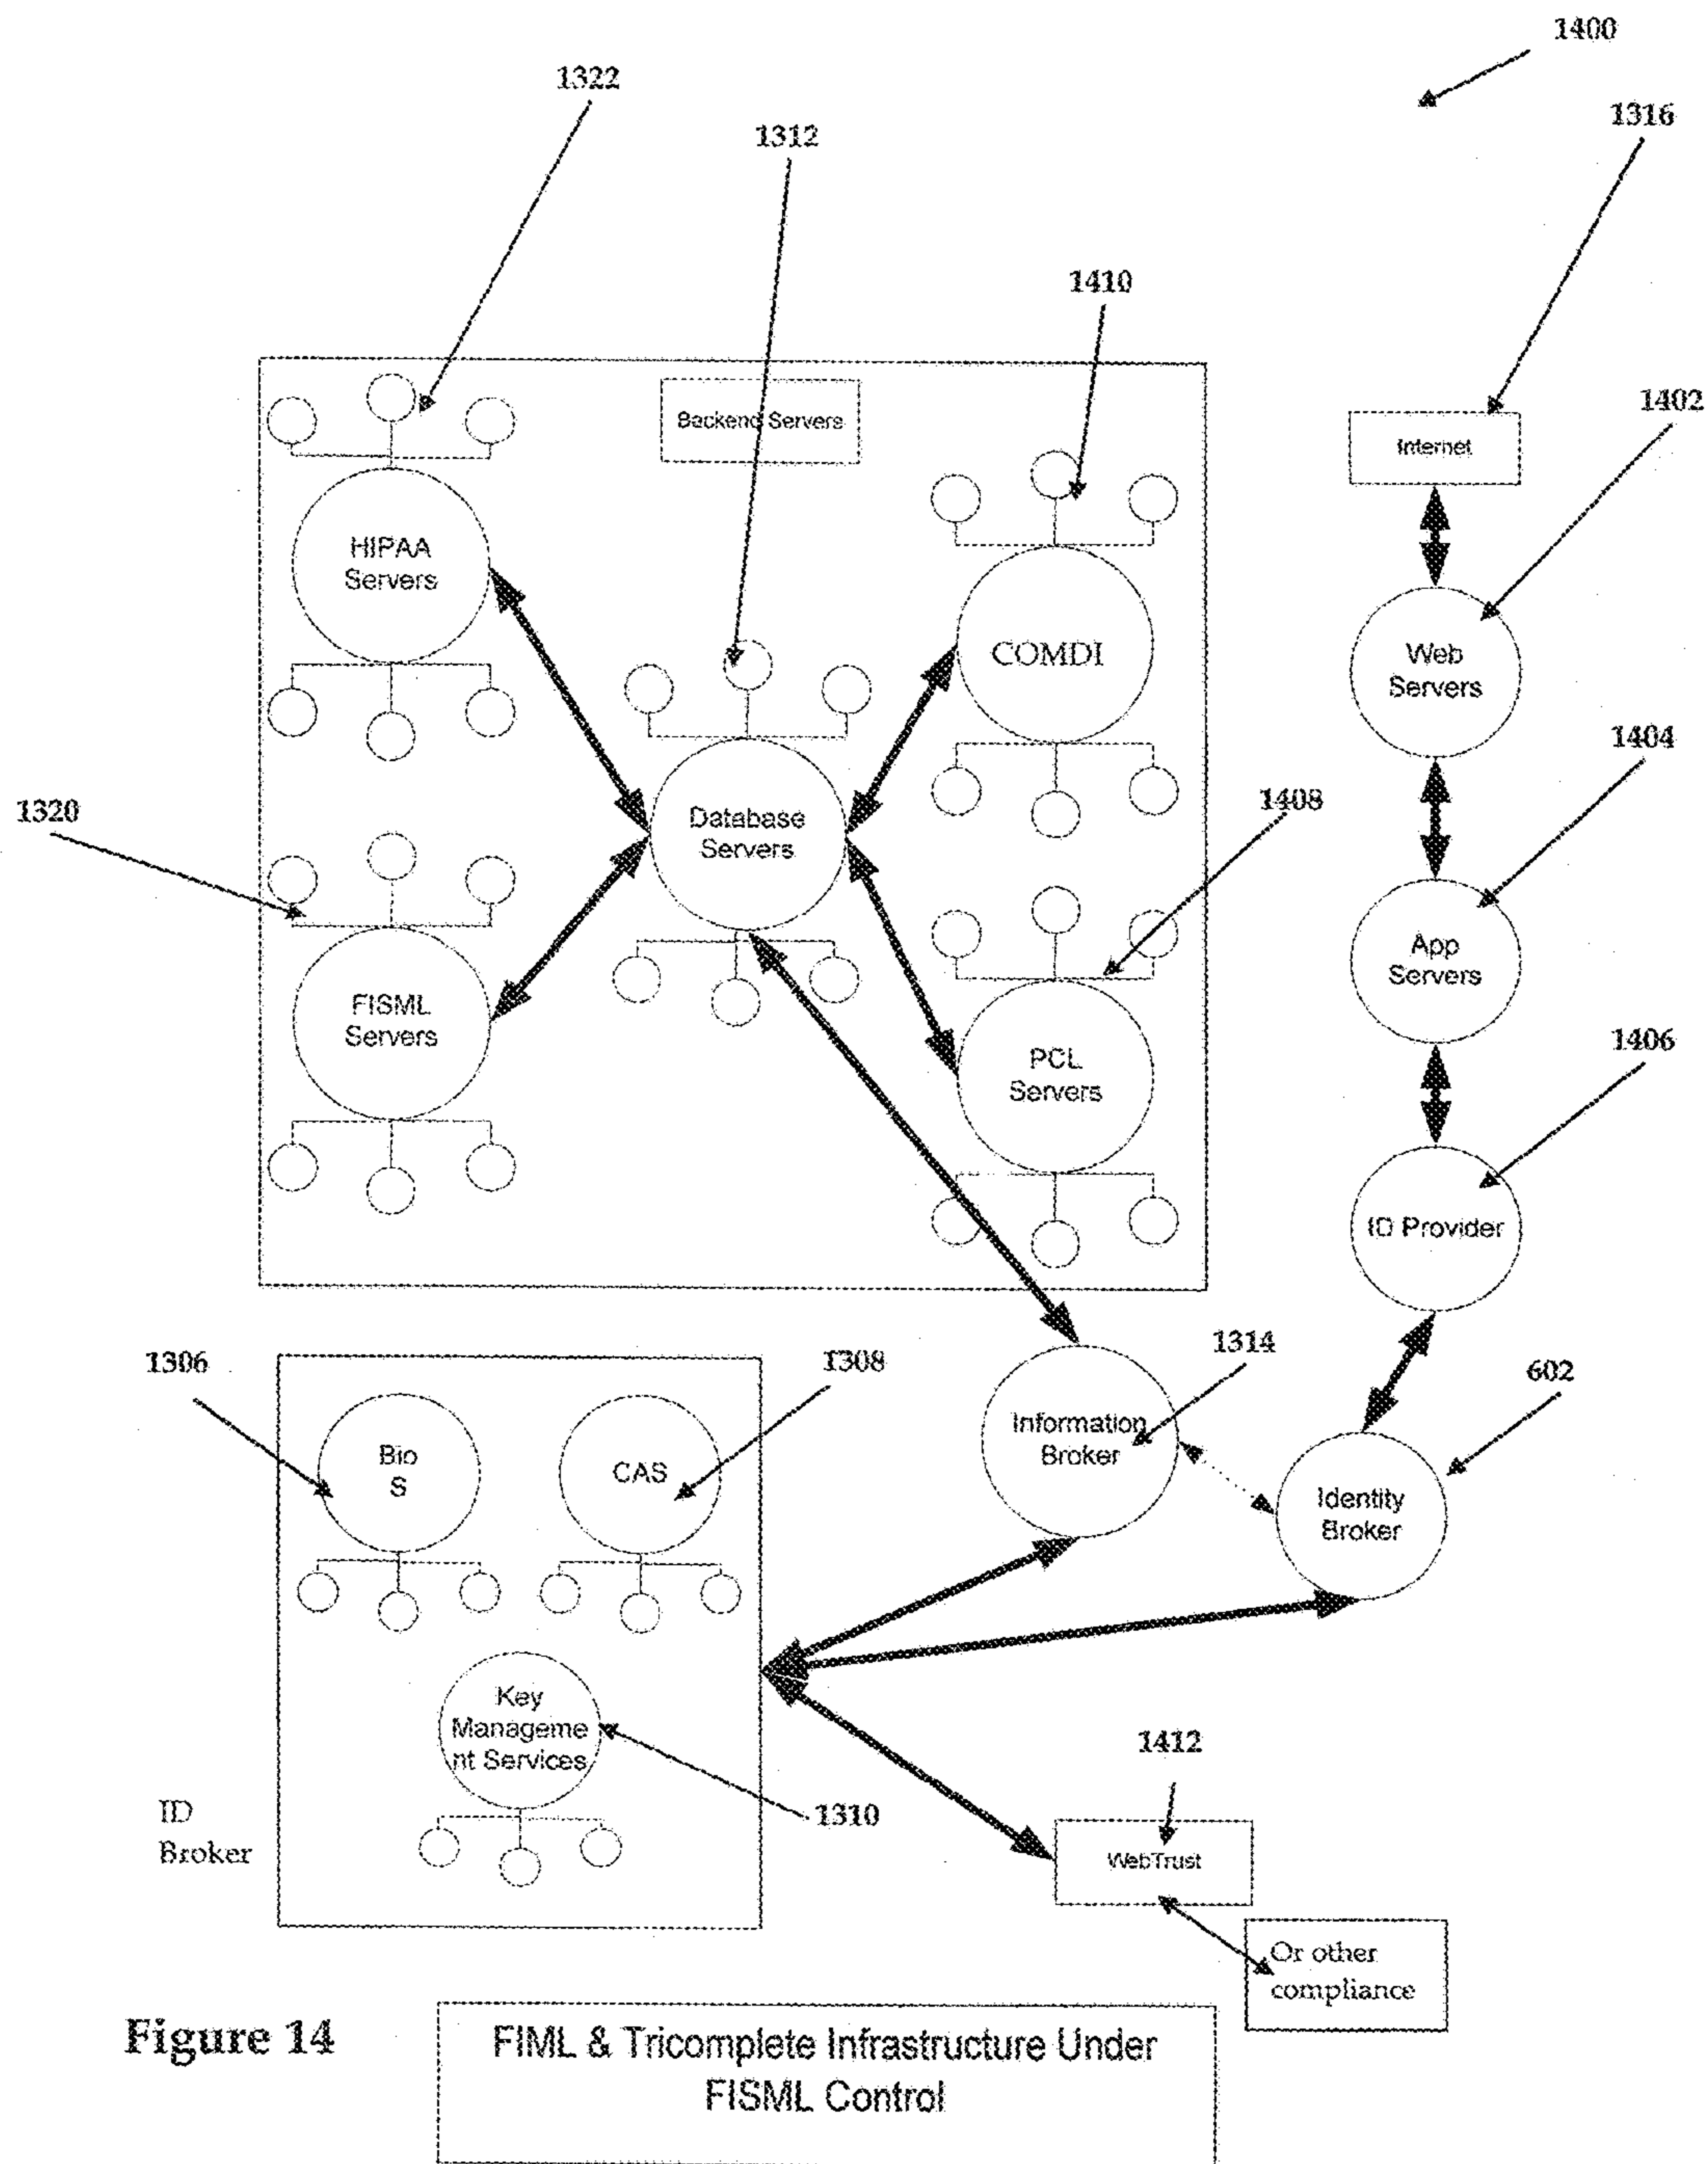 1400
1322
1316
1312
1410
1402
Backend Servers
Internet
HIPAA
Servers
COMDI
Web
Servers
1404
1320
1408
Database
Servers
App
Servers
FISML
Servers
1406
PCL
Servers
ID Provider
1306
1308
1314
602
Information
Broker
Bio
S
CAS
Identity
Broker
Key
Manageme
nt Services
1412
1310
ID
Broker
WebTrust
Or other
compliance
Figure 14
FIML & Tricomplete Infrastructure Under
FISML Control